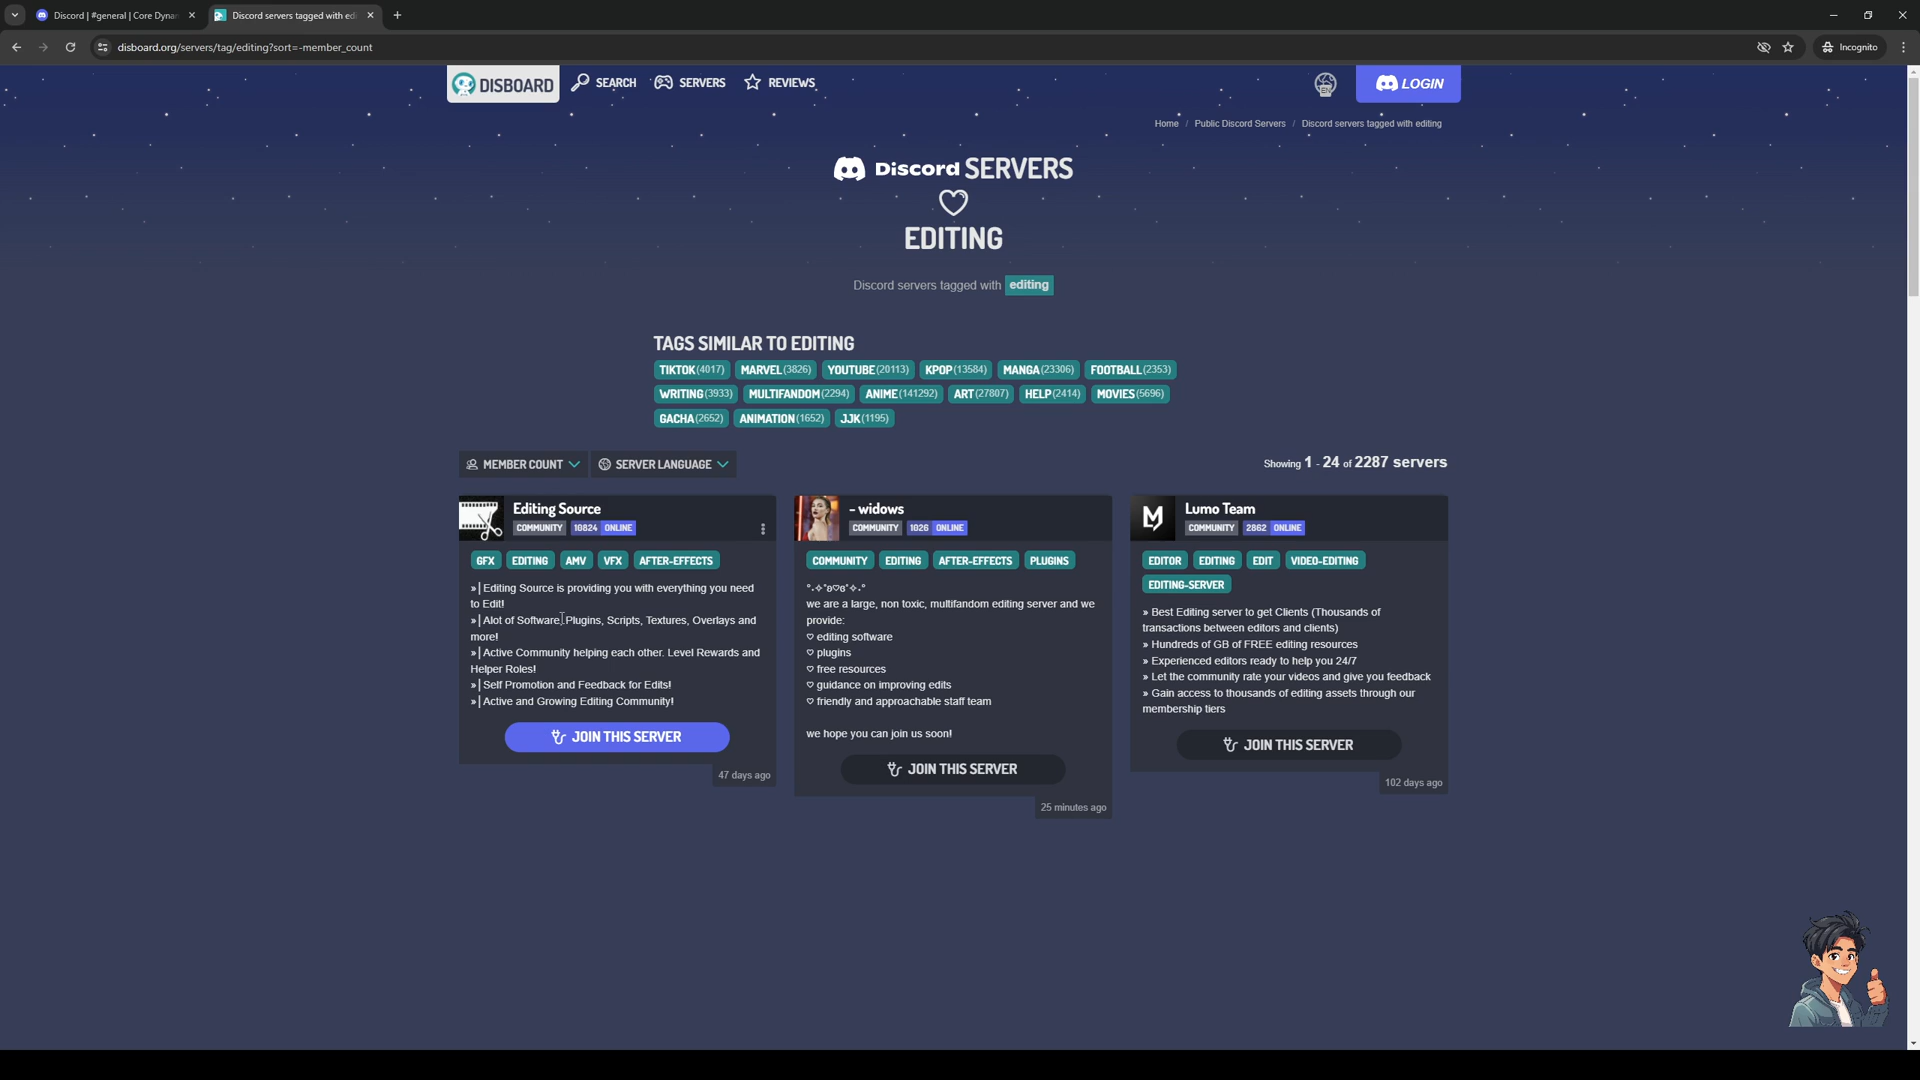 Discord | #general | Core Dynam
Discord servers tagged with edi
disboard.org/servers/tag/editing?sort=-member_count
Incognito
DISBOARD
SEARCH
SERVERS
REVIEWS
EN
LOGIN
Home / Public Discord Servers / Discord servers tagged with editing
Discord SERVERS
EDITING
Discord servers tagged with editing
TAGS SIMILAR TO EDITING
TIKTOK(4017) MARVEL(3826) YOUTUBE(20113) KPOP(13584) MANGA(23306) FOOTBALL(2353)
WRITING(3933) MULTIFANDOM(2294) ANIME(141292) ART(27807) HELP(2414) MOVIES(5696)
GACHA(2652) ANIMATION(1652) JJK(1195)
MEMBER COUNT
SERVER LANGUAGE
Showing 1 - 24 of 2287 servers
Editing Source
COMMUNITY 10824 ONLINE
GFX EDITING AMV VFX AFTER-EFFECTS
»⎜Editing Source is providing you with everything you need
to Edit!
»⎜Alot of Software,Plugins, Scripts, Textures, Overlays and
more!
»⎜Active Community helping each other. Level Rewards and
Helper Roles!
»⎜Self Promotion and Feedback for Edits!
»⎜Active and Growing Editing Community!
JOIN THIS SERVER
47 days ago
- widows
COMMUNITY 1026 ONLINE
COMMUNITY EDITING AFTER-EFFECTS PLUGINS
°˖✧˚ʚ♡ɞ˚✧˖°
we are a large, non toxic, multifandom editing server and we
provide:
♡ editing software
♡ plugins
♡ free resources
♡ guidance on improving edits
♡ friendly and approachable staff team
we hope you can join us soon!
JOIN THIS SERVER
25 minutes ago
Lumo Team
COMMUNITY 2862 ONLINE
EDITOR EDITING EDIT VIDEO-EDITING
EDITING-SERVER
» Best Editing server to get Clients (Thousands of
transactions between editors and clients)
» Hundreds of GB of FREE editing resources
» Experienced editors ready to help you 24/7
» Let the community rate your videos and give you feedback
» Gain access to thousands of editing assets through our
membership tiers
JOIN THIS SERVER
102 days ago